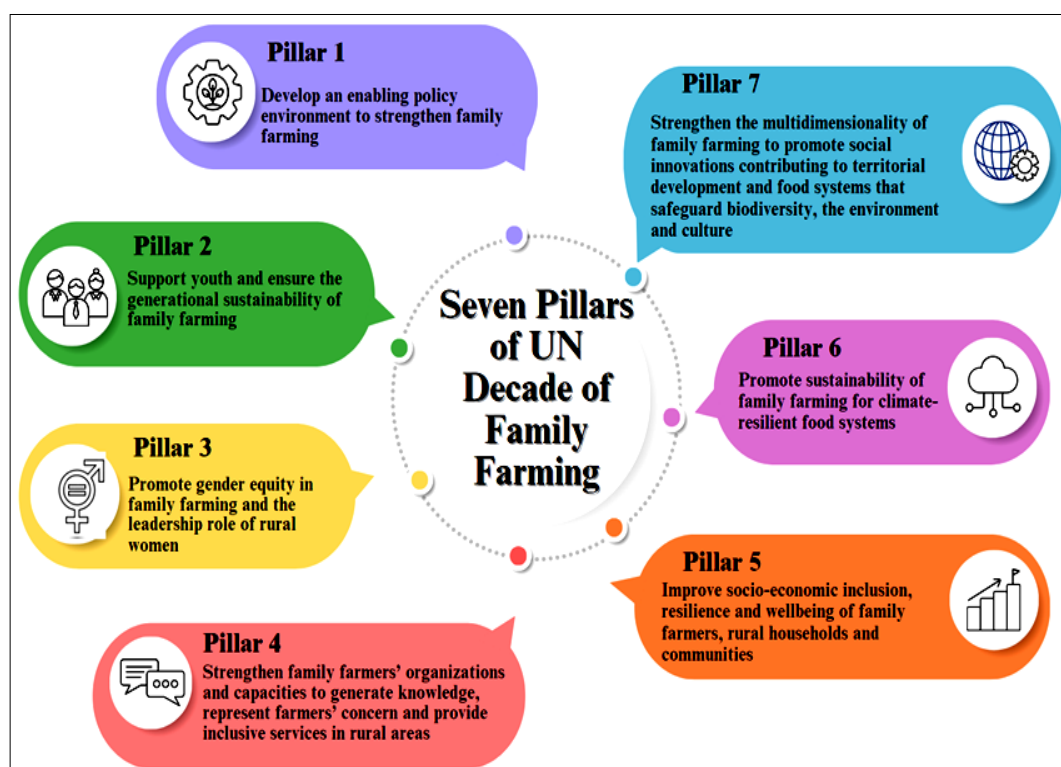 Pillar 1
Develop an enabling policy
environment to strengthen family
farming
Pillar 2
Support youth and ensure the
generational sustainability of
family farming
Pillar 3
Promote gender equity in
family farming and the
leadership role of rural
women
Pillar 4
Strengthen family farmers' organizations
and capacities to generate knowledge,
represent farmers' concern and provide
inclusive services in rural areas
Pillar 5
Improve socio-economic inclusion,
resilience and wellbeing of family
farmers, rural households and
communities
Pillar 6
Promote sustainability of
family farming for climate-
resilient food systems
Pillar 7
Strengthen the multidimensionality of
family farming to promote social
innovations contributing to territorial
development and food systems that
safeguard biodiversity, the environment
and culture
Seven Pillars
of UN
Decade of
Family
Farming